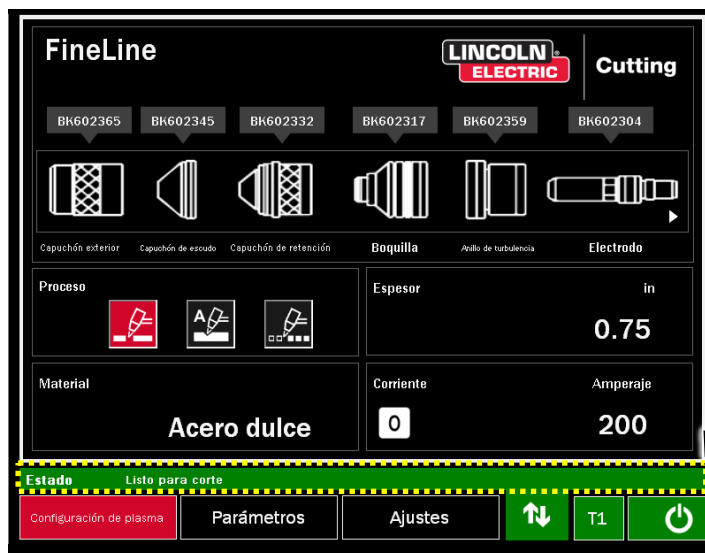 FineLine
LINCOLN ®
ELECTRIC
Cutting
BK602365 BK602345 BK602332 BK602317 BK602359 BK602304
Capuchón exterior Capuchón de escudo Capuchón de retención Boquilla Anillo de turbulencia Electrodo
Proceso
A
Espesor in
0.75
Material
Acero dulce
Corriente Amperaje
0 200
Estado Listo para corte
Configuración de plasma Parámetros Ajustes T1